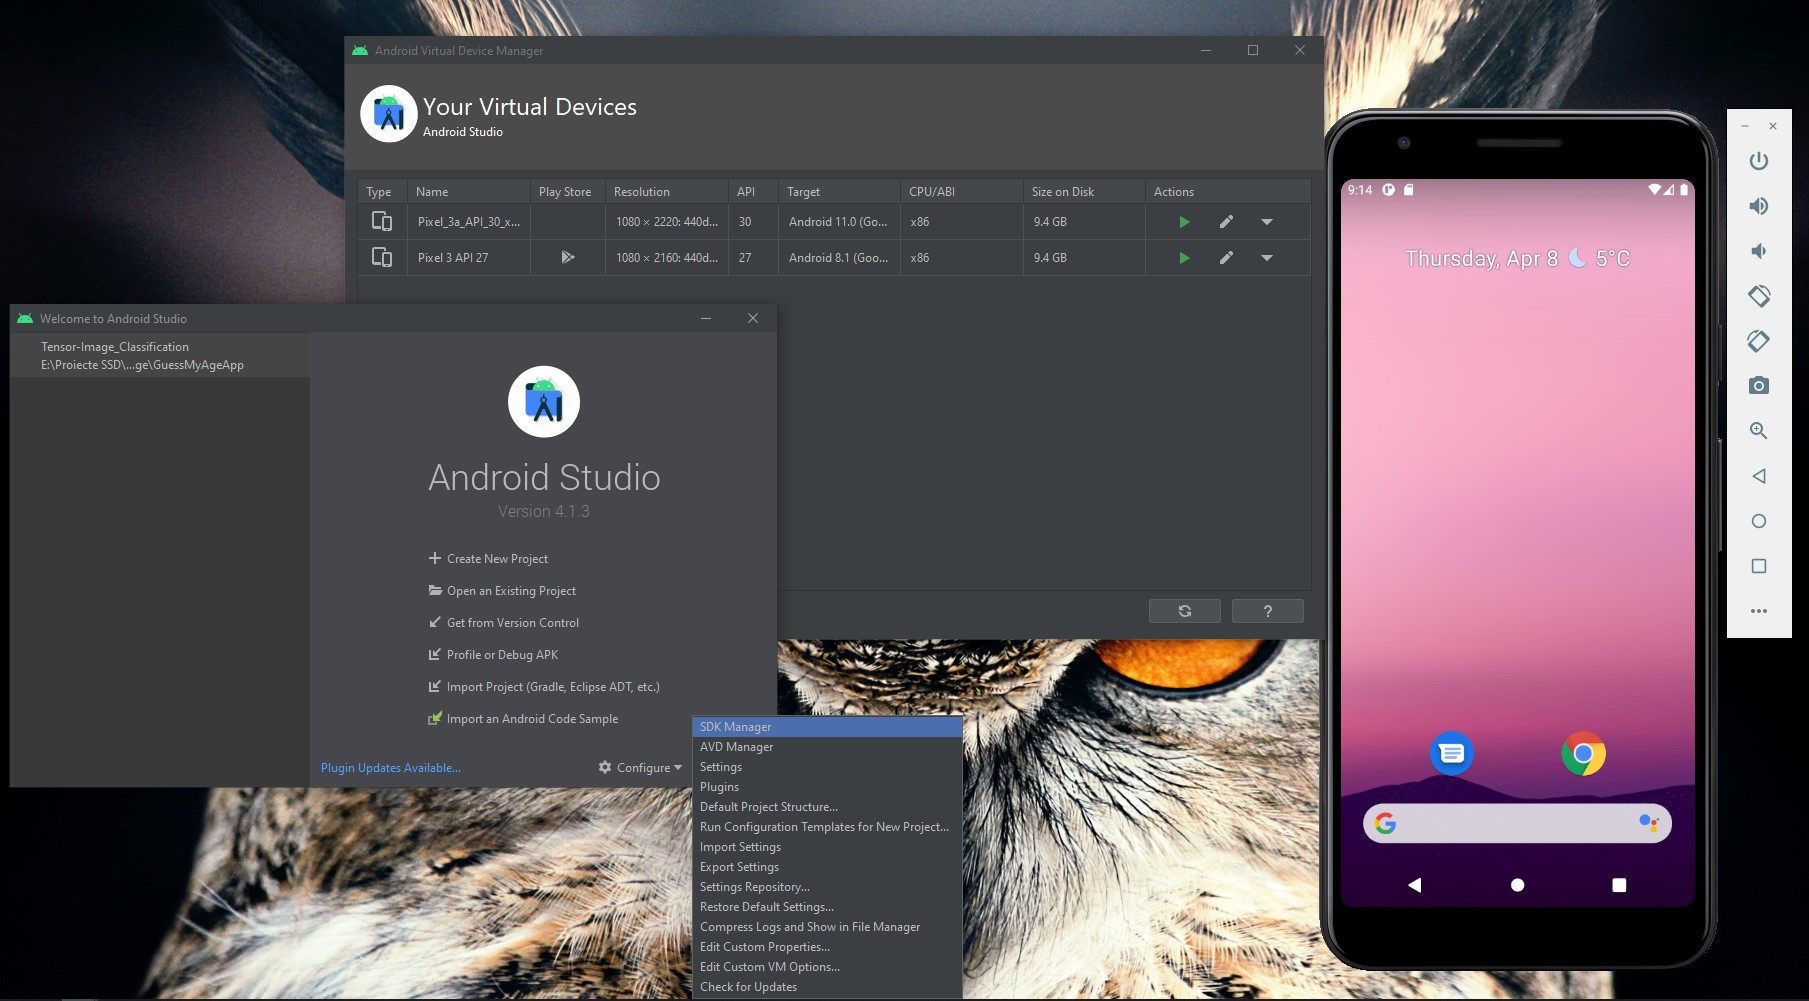 Android Virtual Device Manager
Your Virtual Devices
Android Studio
Type Name Play Store Resolution API Target CPU/ABI Size on Disk Actions
Pixel_3a_API_30_x... 1080 × 2220: 440d... 30 Android 11.0 (Go... x86 9.4 GB
Pixel 3 API 27 1080 × 2160: 440d... 27 Android 8.1 (Goo... x86 9.4 GB
?
Welcome to Android Studio
Tensor-Image_Classification
E:\Proiecte SSD\...ge\GuessMyAgeApp
Android Studio
Version 4.1.3
Create New Project
Open an Existing Project
Get from Version Control
Profile or Debug APK
Import Project (Gradle, Eclipse ADT, etc.)
Import an Android Code Sample
Plugin Updates Available...
Configure
SDK Manager
AVD Manager
Settings
Plugins
Default Project Structure...
Run Configuration Templates for New Project...
Import Settings
Export Settings
Settings Repository...
Restore Default Settings...
Compress Logs and Show in File Manager
Edit Custom Properties...
Edit Custom VM Options...
Check for Updates
9:14
Thursday, Apr 8 5°C